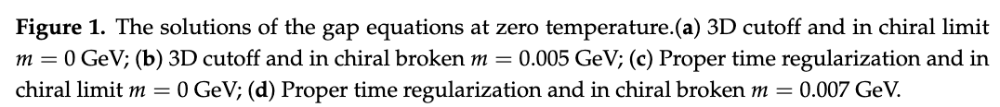 Figure 1. The solutions of the gap equations at zero temperature.(a) 3D cutoff and in chiral limit
m = 0 GeV; (b) 3D cutoff and in chiral broken m = 0.005 GeV; (c) Proper time regularization and in
chiral limit m = 0 GeV; (d) Proper time regularization and in chiral broken m = 0.007 GeV.